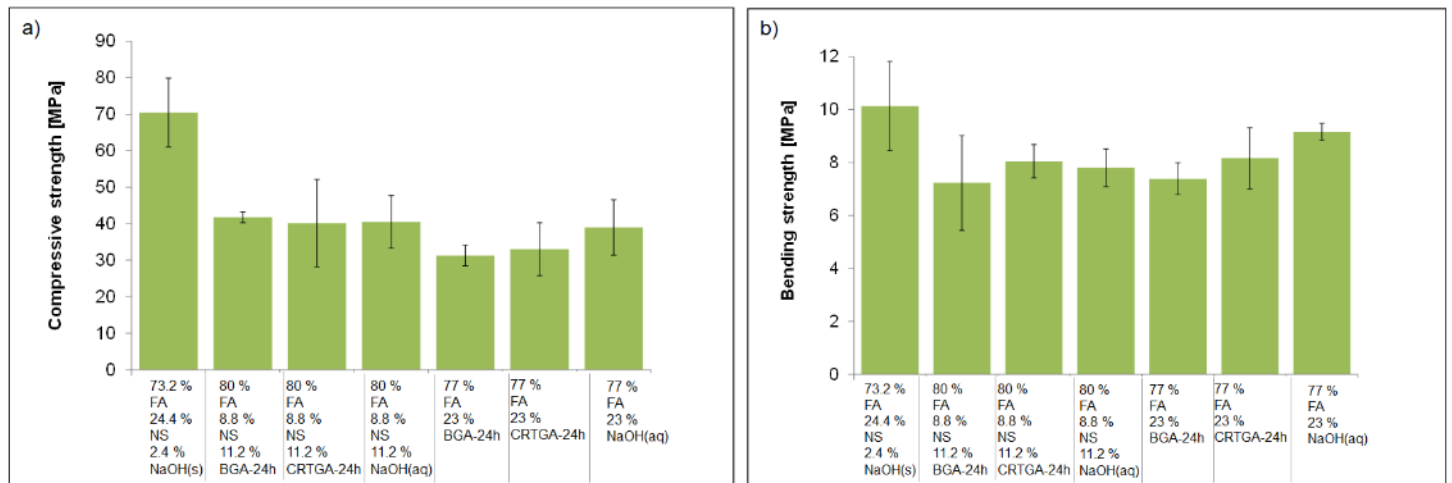 a)
Compressive strength [MPa]
90
80
70
60
50
40
30
20
10
0
73.2 %
FA
24.4 %
NS
2.4 %
NaOH(s)
80 %
FA
8.8 %
NS
11.2 %
BGA-24h
80 %
FA
8.8 %
NS
11.2 %
CRTGA-24h
80 %
FA
8.8 %
NS
11.2 %
NaOH(aq)
77 %
FA
23 %
BGA-24h
77 %
FA
23 %
CRTGA-24h
77 %
FA
23 %
NaOH(aq)
b)
Bending strength [MPa]
12
10
8
6
4
2
0
73.2 %
FA
24.4 %
NS
2.4 %
NaOH(s)
80 %
FA
8.8 %
NS
11.2 %
BGA-24h
80 %
FA
8.8 %
NS
11.2 %
CRTGA-24h
80 %
FA
8.8 %
NS
11.2 %
NaOH(aq)
77 %
FA
23 %
BGA-24h
77 %
FA
23 %
CRTGA-24h
77 %
FA
23 %
NaOH(aq)